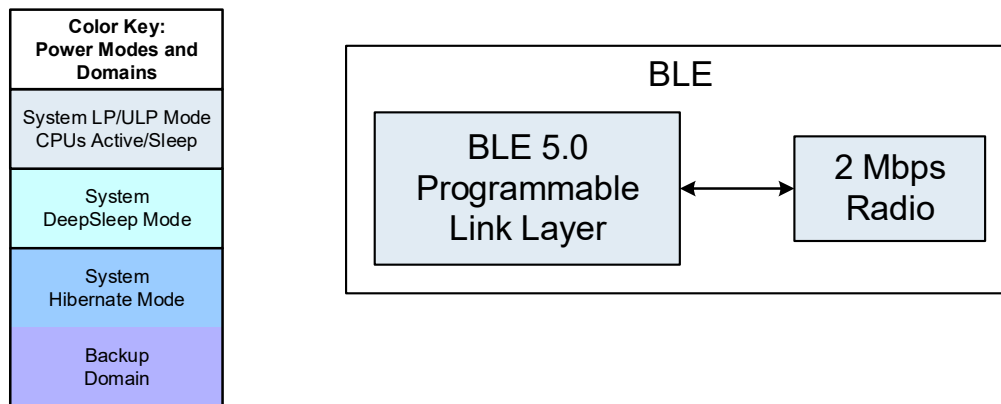 Color Key:
Power Modes and
Domains
System LP/ULP Mode
CPUs Active/Sleep
System
DeepSleep Mode
System
Hibernate Mode
Backup
Domain
BLE
BLE 5.0
Programmable
Link Layer
2 Mbps
Radio